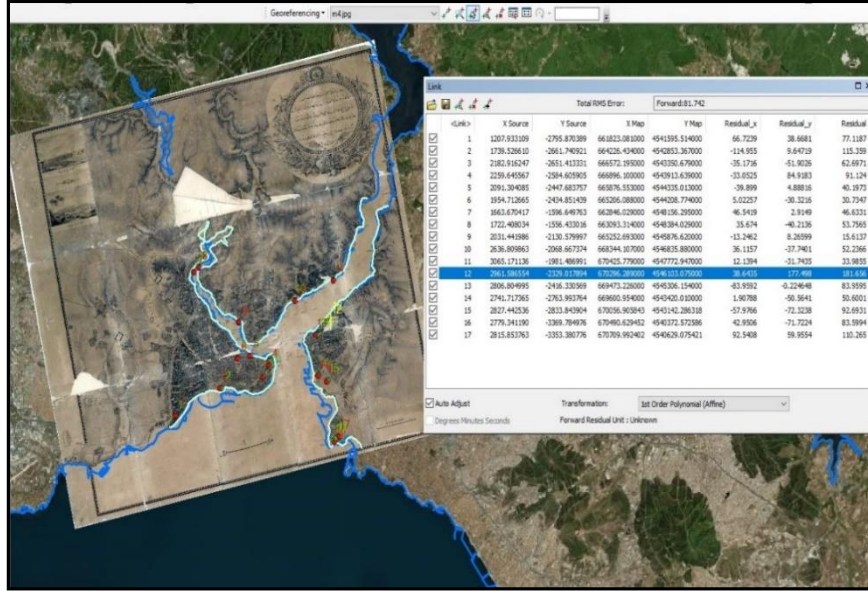 Georeferencing m4.jpg
Link
Total RMS Error: Forward:81.742
<Link> X Source Y Source X Map Y Map Residual_x Residual_y Residual
1 1207.933109 -2795.870389 661823.081000 4541595.514000 66.7239 38.6681 77.1187
2 1739.526610 -2661.740921 664226.434000 4542853.367000 -114.955 9.64719 115.359
3 2182.916247 -2651.413331 666572.195000 4543350.679000 -35.1716 -51.9026 62.6971
4 2259.645567 -2584.605905 666896.100000 4543913.639000 -33.0525 84.9183 91.124
5 2091.304085 -2447.683757 665876.553000 4544335.013000 -39.899 4.88816 40.1973
6 1954.712665 -2434.851439 665206.088000 4544208.774000 5.02257 -30.3216 30.7347
7 1663.670417 -1596.649763 662846.029000 4548156.295000 46.5419 2.9149 46.6331
8 1722.408034 -1556.433016 663093.314000 4548384.029000 35.674 -40.2136 53.7565
9 2031.441986 -2130.579997 665252.693000 4545876.620000 -13.2462 8.26599 15.6137
10 2636.809863 -2068.667374 668344.107000 4546835.880000 36.1157 -37.7401 52.2366
11 3065.171136 -1981.486991 670425.779000 4547772.947000 12.1394 -31.7435 33.9855
12 2961.586554 -2329.017894 670296.289000 4546103.075000 38.6435 177.498 181.656
13 2806.804995 -2416.330569 669473.226000 4545306.154000 -83.9592 -0.224648 83.9595
14 2741.717365 -2763.993764 669600.954000 4543420.010000 1.90788 -50.5641 50.6001
15 2827.442536 -2833.843904 670056.905843 4543142.286318 -57.9766 -72.3238 92.6931
16 2779.341190 -3369.784976 670490.629452 4540372.572586 42.9506 -71.7224 83.5994
17 2815.853763 -3353.380776 670709.992402 4540629.075421 92.5408 59.9554 110.265
Auto Adjust Transformation: 1st Order Polynomial (Affine)
Degrees Minutes Seconds Forward Residual Unit : Unknown